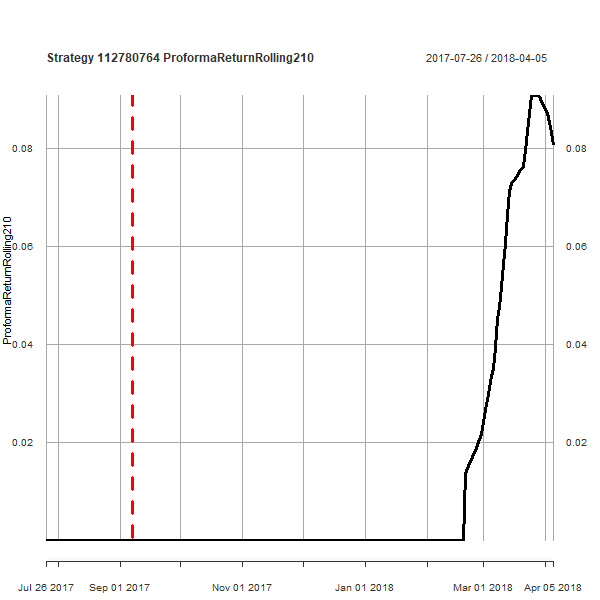 Strategy 112780764 ProformaReturnRolling210
2017-07-26 / 2018-04-05
ProformaReturnRolling210
0.08
0.06
0.04
0.02
0.08
0.06
0.04
0.02
Jul 26 2017
Sep 01 2017
Nov 01 2017
Jan 01 2018
Mar 01 2018
Apr 05 2018